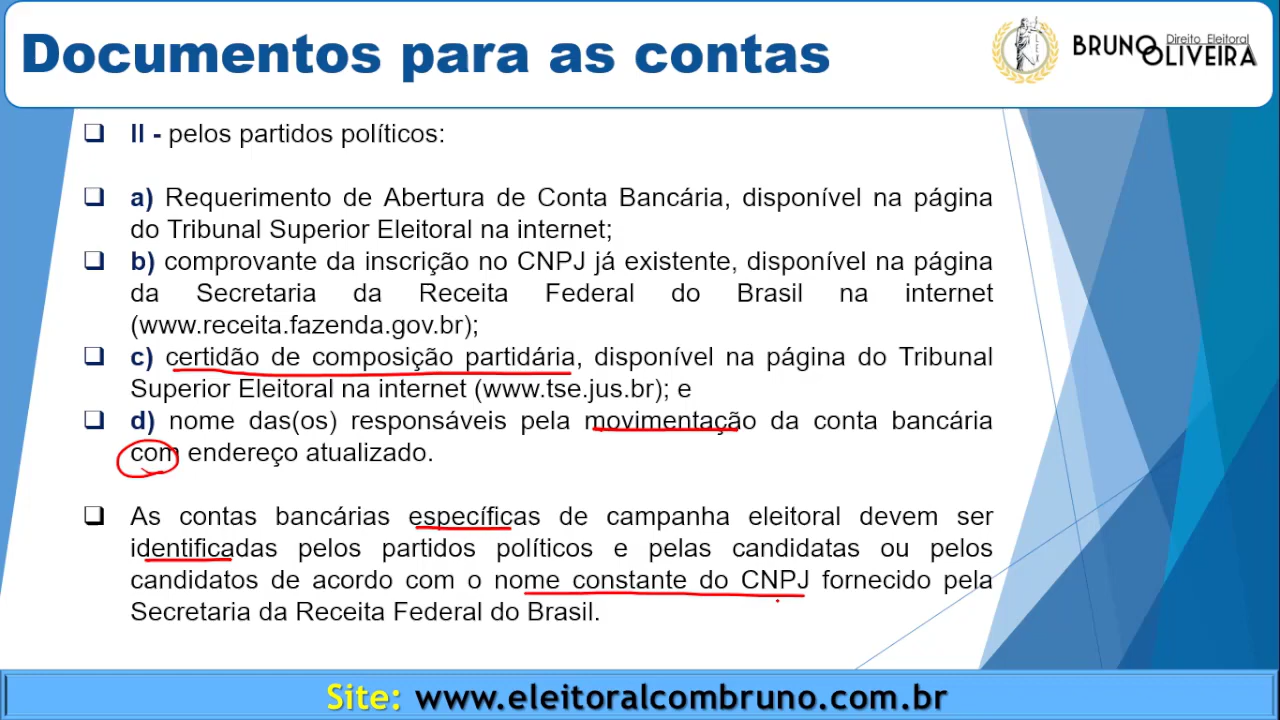 Documentos para as contas
Direito Eleitoral
BRUNO
OLIVEIRA
❑ II - pelos partidos políticos:
❑ a) Requerimento de Abertura de Conta Bancária, disponível na página
do Tribunal Superior Eleitoral na internet;
❑ b) comprovante da inscrição no CNPJ já existente, disponível na página
da Secretaria da Receita Federal do Brasil na internet
(www.receita.fazenda.gov.br);
❑ c) certidão de composição partidária, disponível na página do Tribunal
Superior Eleitoral na internet (www.tse.jus.br); e
❑ d) nome das(os) responsáveis pela movimentação da conta bancária
com endereço atualizado.
❑ As contas bancárias específicas de campanha eleitoral devem ser
identificadas pelos partidos políticos e pelas candidatas ou pelos
candidatos de acordo com o nome constante do CNPJ fornecido pela
Secretaria da Receita Federal do Brasil.
Site: www.eleitoralcombruno.com.br